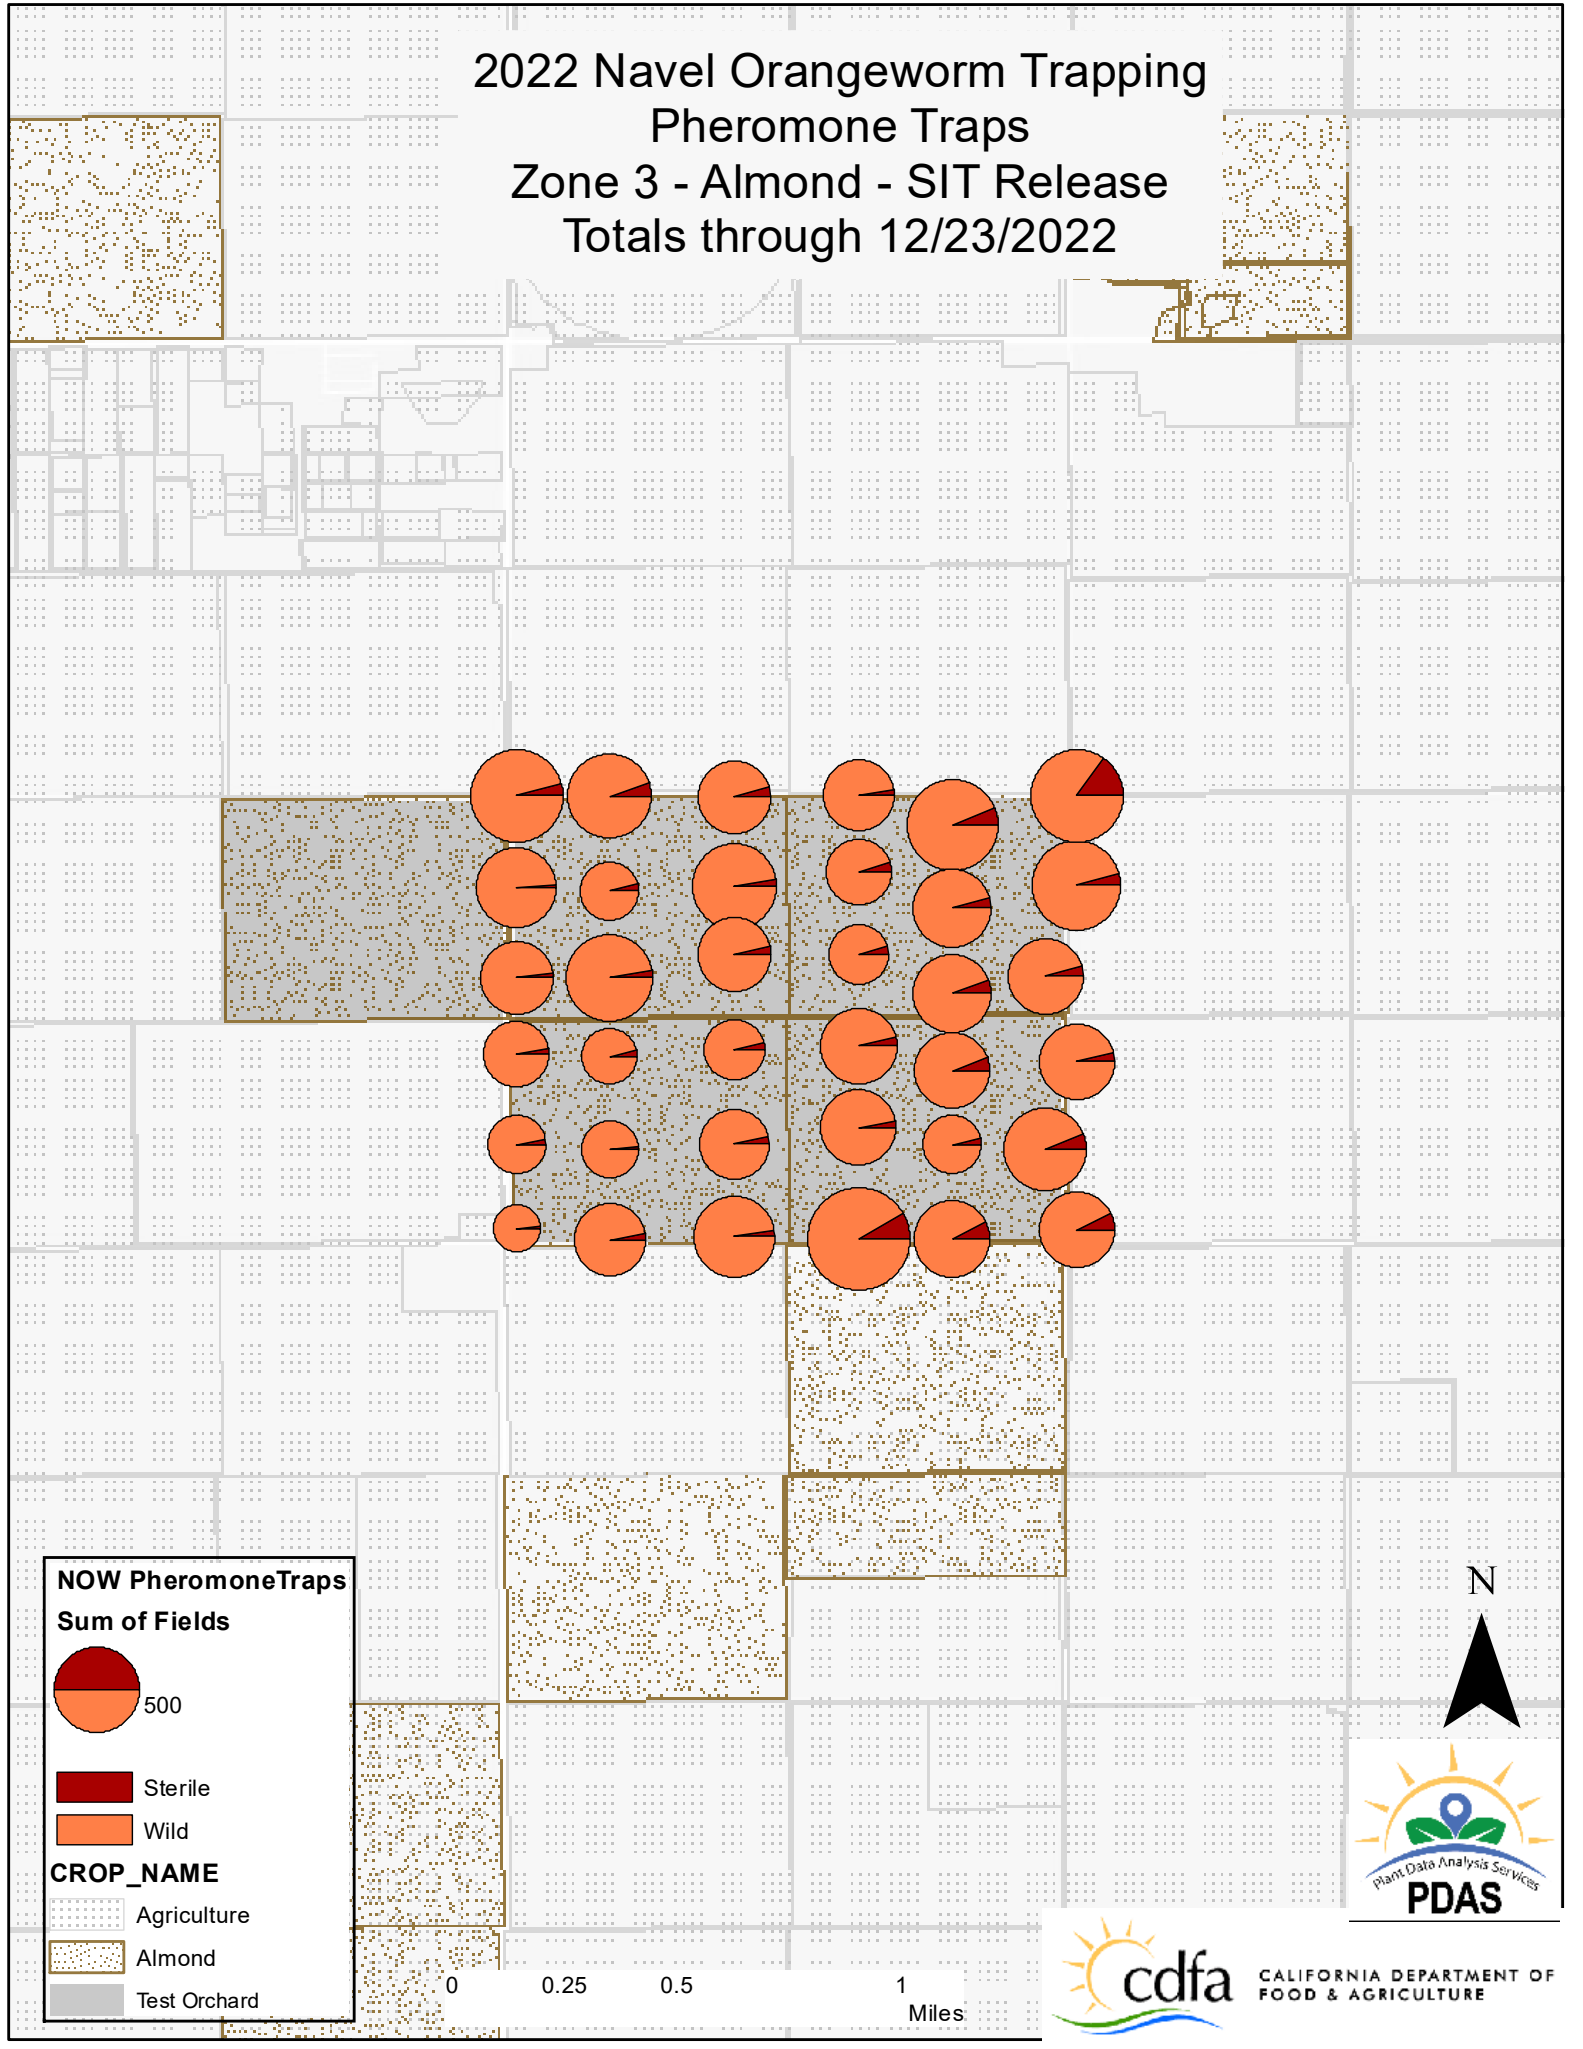 2022 Navel Orangeworm Trapping
Pheromone Traps
Zone 3 - Almond - SIT Release
Totals through 12/23/2022
NOW PheromoneTraps
Sum of Fields
500
Sterile
Wild
CROP_NAME
Agriculture
Almond
Test Orchard
0 0.25 0.5 1
Miles
N
Plant Data Analysis Services
PDAS
cdfa
CALIFORNIA DEPARTMENT OF
FOOD & AGRICULTURE